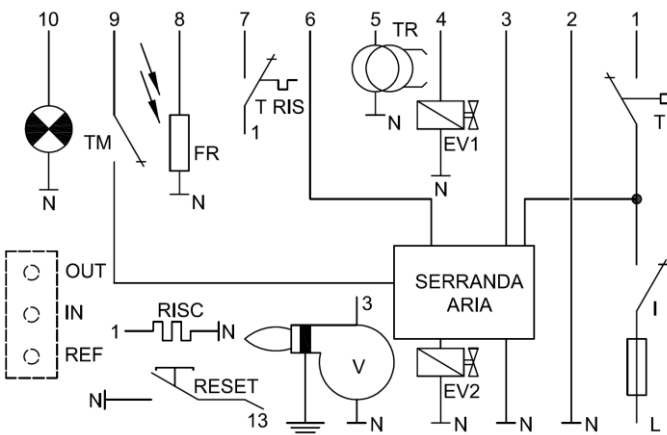 10 9 8 7 6 5 4 3 2 1
TR
T RIS
N
T
TM
FR
1
EV1
N
N
N
OUT
SERRANDA
ARIA
IN
RISC
3
I
1
N
REF
V
EV2
RESET
N
13
N
N
N
N
L